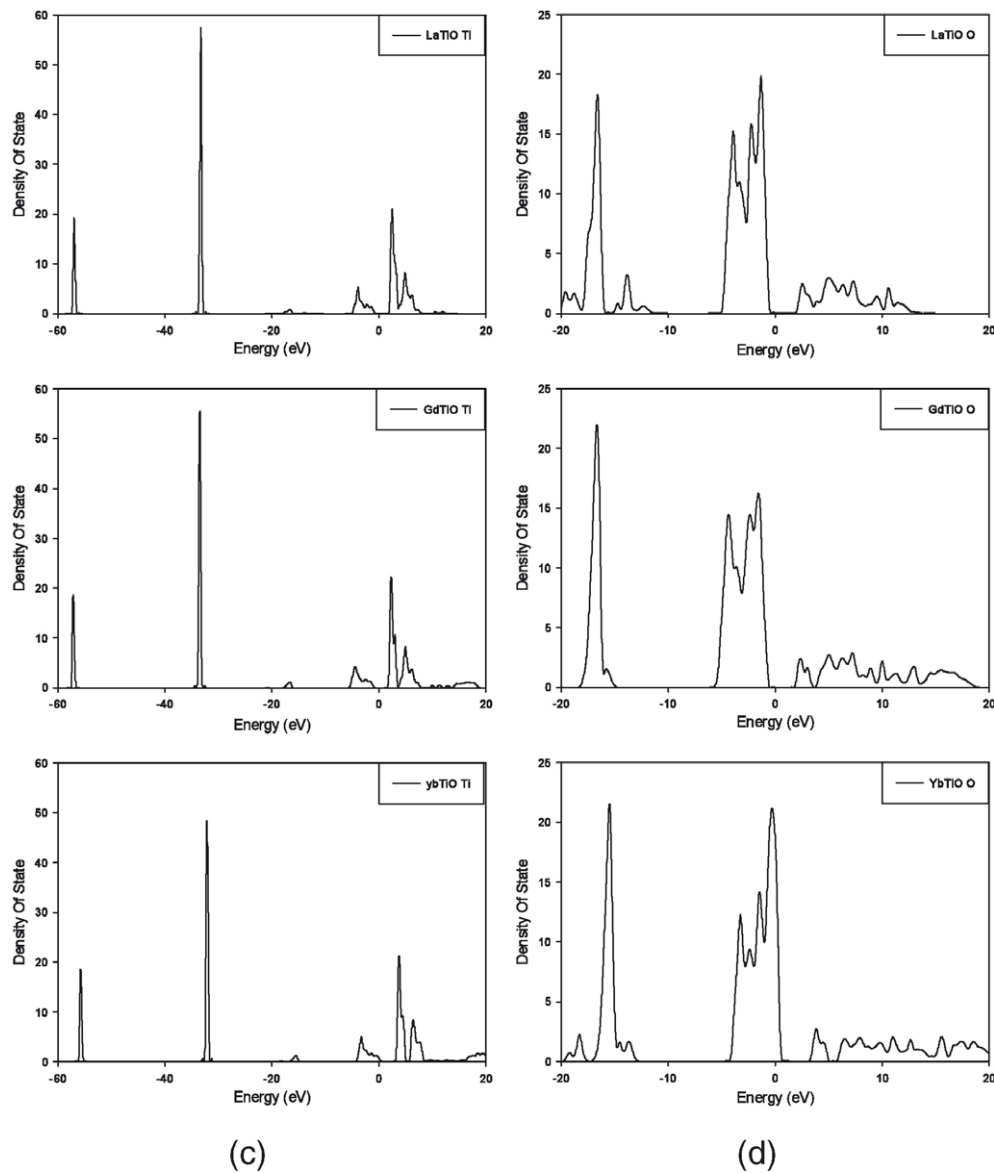 60
50
40
30
20
10
0
-60 -40 -20 0 20
Density Of State
Energy (eV)
LaTiO Ti
25
20
15
10
5
0
-20 -10 0 10 20
Density Of State
Energy (eV)
LaTiO O
60
50
40
30
20
10
0
-60 -40 -20 0 20
Density Of State
Energy (eV)
GdTiO Ti
25
20
15
10
5
0
-20 -10 0 10 20
Density Of State
Energy (eV)
GdTiO O
60
50
40
30
20
10
0
-60 -40 -20 0 20
Density Of State
Energy (eV)
ybTiO Ti
25
20
15
10
5
0
-20 -10 0 10 20
Density Of State
Energy (eV)
YbTiO O
(c)
(d)